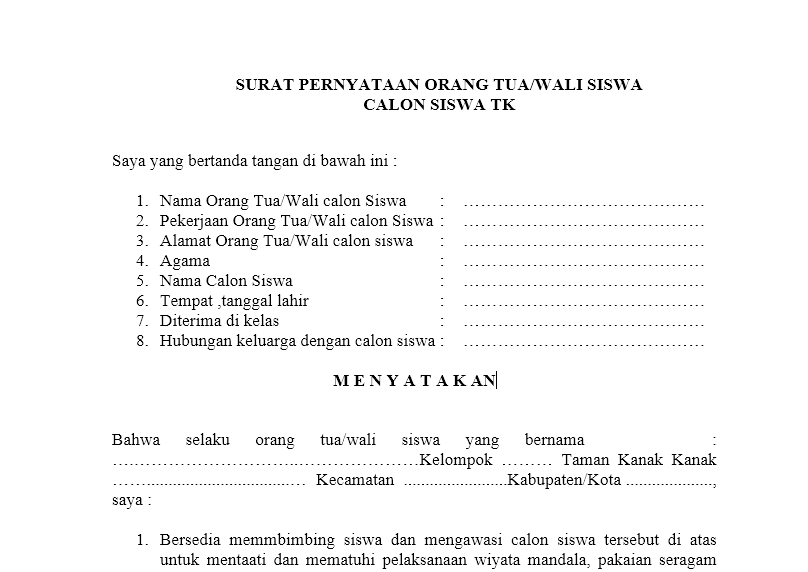 SURAT PERNYATAAN ORANG TUA/WALI SISWA
CALON SISWA TK
Saya yang bertanda tangan di bawah ini :
1. Nama Orang Tua/Wali calon Siswa : ……………………………………
2. Pekerjaan Orang Tua/Wali calon Siswa : ……………………………………
3. Alamat Orang Tua/Wali calon siswa : ……………………………………
4. Agama : ……………………………………
5. Nama Calon Siswa : ……………………………………
6. Tempat ,tanggal lahir : ……………………………………
7. Diterima di kelas : ……………………………………
8. Hubungan keluarga dengan calon siswa : ……………………………………
M E N Y A T A K AN
Bahwa selaku orang tua/wali siswa yang bernama :
….………………………..…………………Kelompok ……… Taman Kanak Kanak
……...................................… Kecamatan .........................Kabupaten/Kota .....................,
saya :
1. Bersedia memmbimbing siswa dan mengawasi calon siswa tersebut di atas
untuk mentaati dan mematuhi pelaksanaan wiyata mandala, pakaian seragam